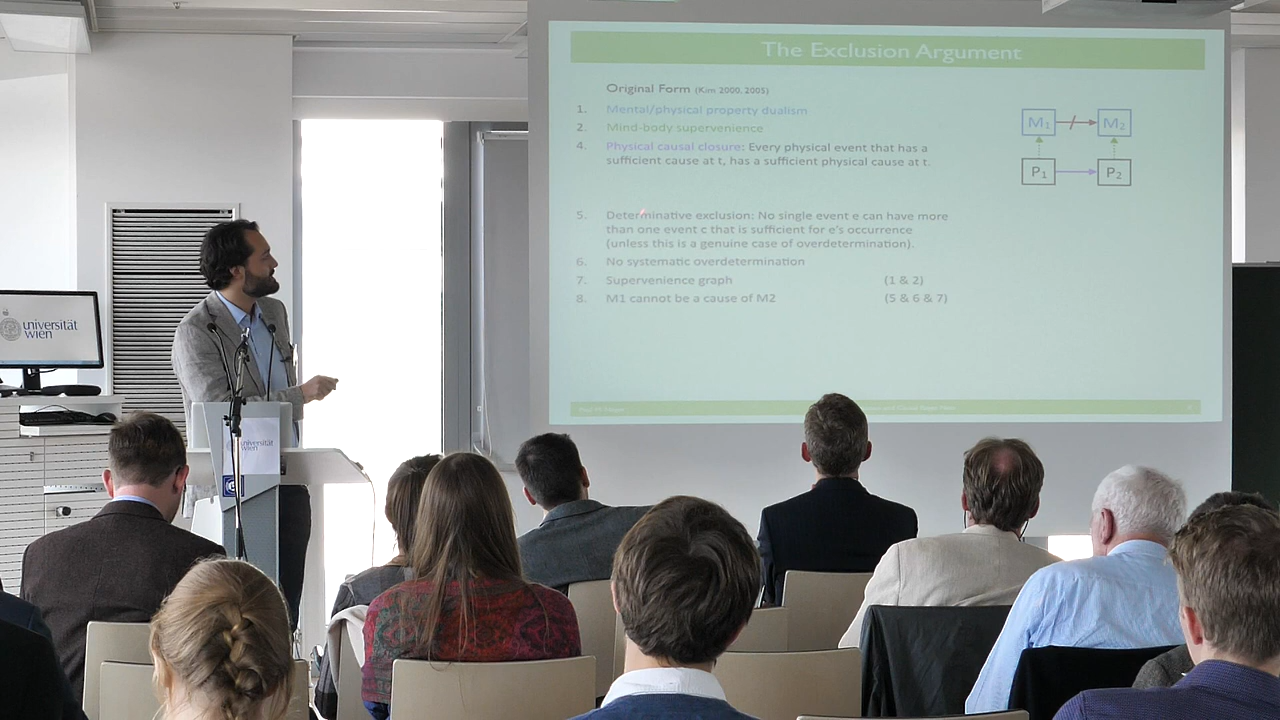 The Exclusion Argument
Original Form (Kim 2000, 2005)
1. Mental/physical property dualism
2. Mind-body supervenience
4. Physical causal closure: Every physical event that has a
sufficient cause at t, has a sufficient physical cause at t.
M1 M2
P1 P2
5. Determinative exclusion: No single event e can have more
than one event c that is sufficient for e's occurrence
(unless this is a genuine case of overdetermination).
6. No systematic overdetermination
7. Supervenience graph (1 & 2)
8. M1 cannot be a cause of M2 (5 & 6 & 7)
universität
wien
universität
wien